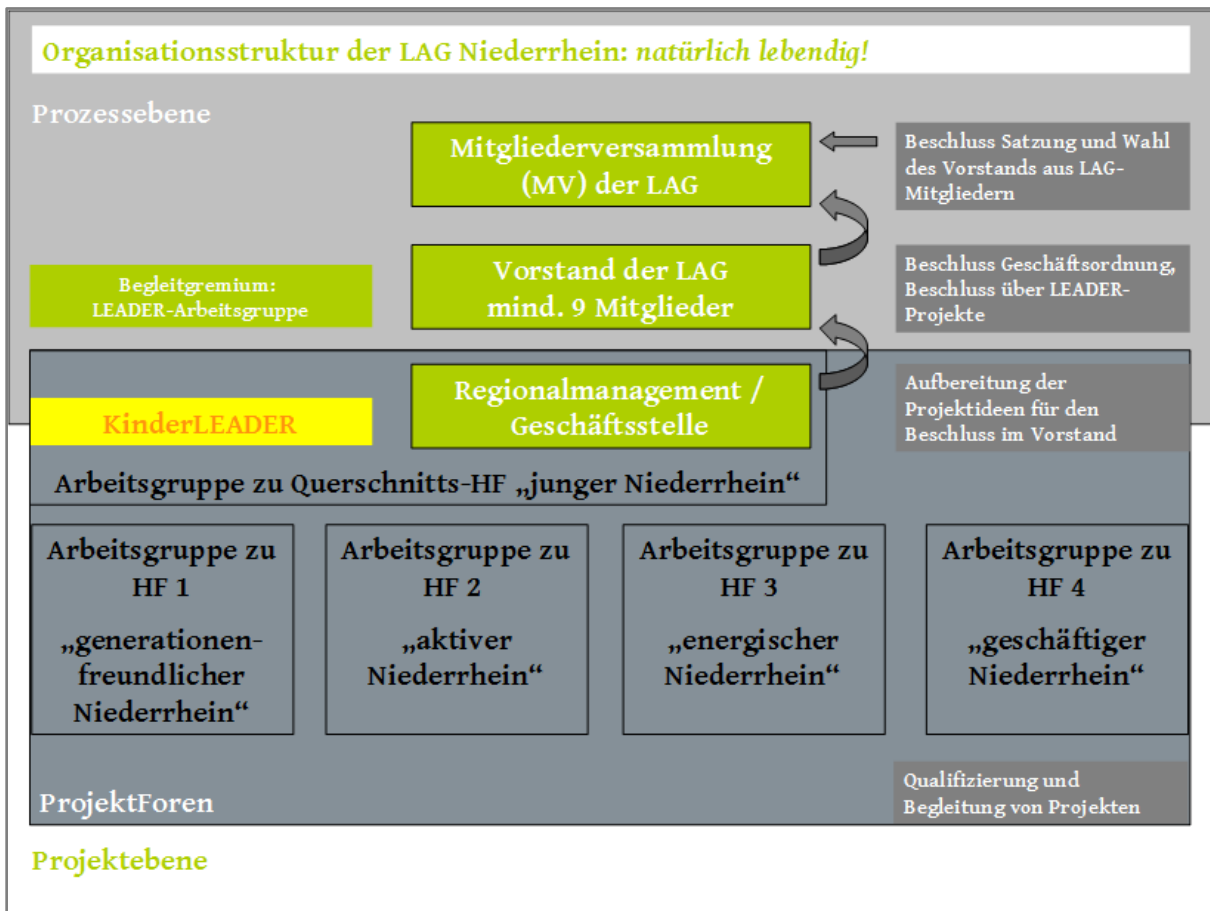 Organisationsstruktur der LAG Niederrhein: natürlich lebendig!
Prozessebene
Mitgliederversammlung
(MV) der LAG
Beschluss Satzung und Wahl
des Vorstands aus LAG-
Mitgliedern
Begleitgremium:
LEADER-Arbeitsgruppe
Vorstand der LAG
mind. 9 Mitglieder
Beschluss Geschäftsordnung,
Beschluss über LEADER-
Projekte
KinderLEADER
Regionalmanagement /
Geschäftsstelle
Aufbereitung der
Projektideen für den
Beschluss im Vorstand
Arbeitsgruppe zu Querschnitts-HF „junger Niederrhein“
Arbeitsgruppe zu
HF 1
„generationen-
freundlicher
Niederrhein“
Arbeitsgruppe zu
HF 2
„aktiver
Niederrhein“
Arbeitsgruppe zu
HF 3
„energischer
Niederrhein“
Arbeitsgruppe zu
HF 4
„geschäftiger
Niederrhein“
ProjektForen
Qualifizierung und
Begleitung von Projekten
Projektebene